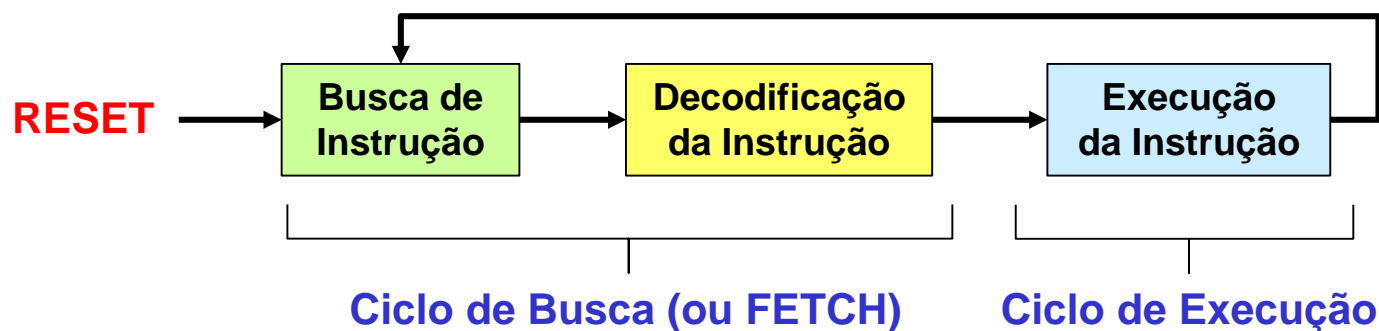 RESET
Busca de
Instrução
Decodificação
da Instrução
Execução
da Instrução
Ciclo de Busca (ou FETCH)
Ciclo de Execução